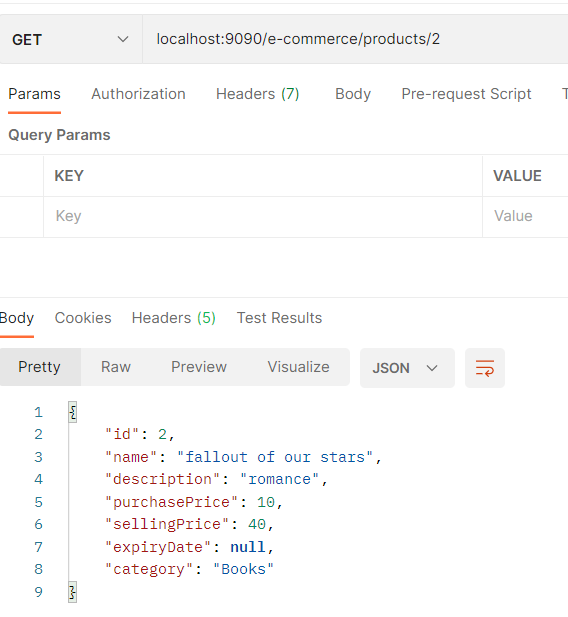 GET localhost:9090/e-commerce/products/2
Params Authorization Headers (7) Body Pre-request Script T
Query Params
KEY VALUE
Key Value
Body Cookies Headers (5) Test Results
Pretty Raw Preview Visualize JSON
1 {
2 "id": 2,
3 "name": "fallout of our stars",
4 "description": "romance",
5 "purchasePrice": 10,
6 "sellingPrice": 40,
7 "expiryDate": null,
8 "category": "Books"
9 }